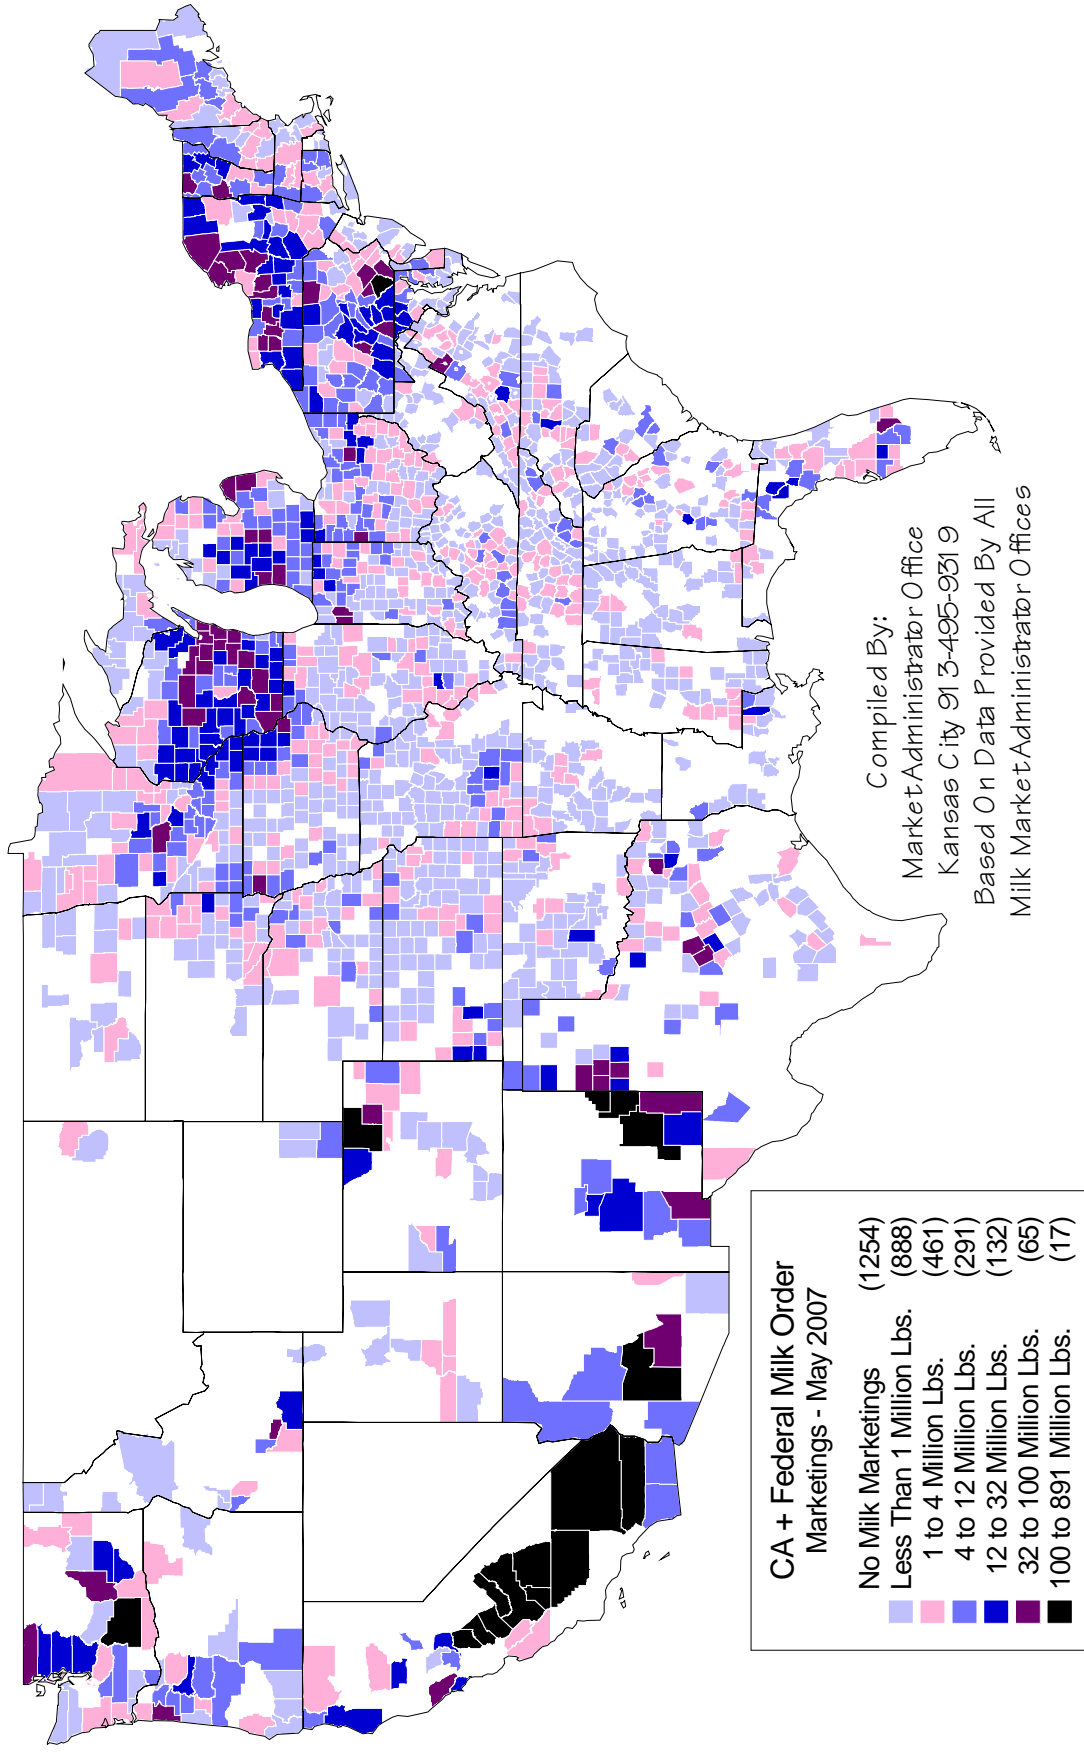 CA + Federal Milk Order
Marketings - May 2007
No Milk Marketings (1254)
Less Than 1 Million Lbs. (888)
1 to 4 Million Lbs. (461)
4 to 12 Million Lbs. (291)
12 to 32 Million Lbs. (132)
32 to 100 Million Lbs. (65)
100 to 891 Million Lbs. (17)
Compiled By:
Market Administrator Office
Kansas City 913-495-9319
Based On Data Provided By All
Milk Market Administrator Offices